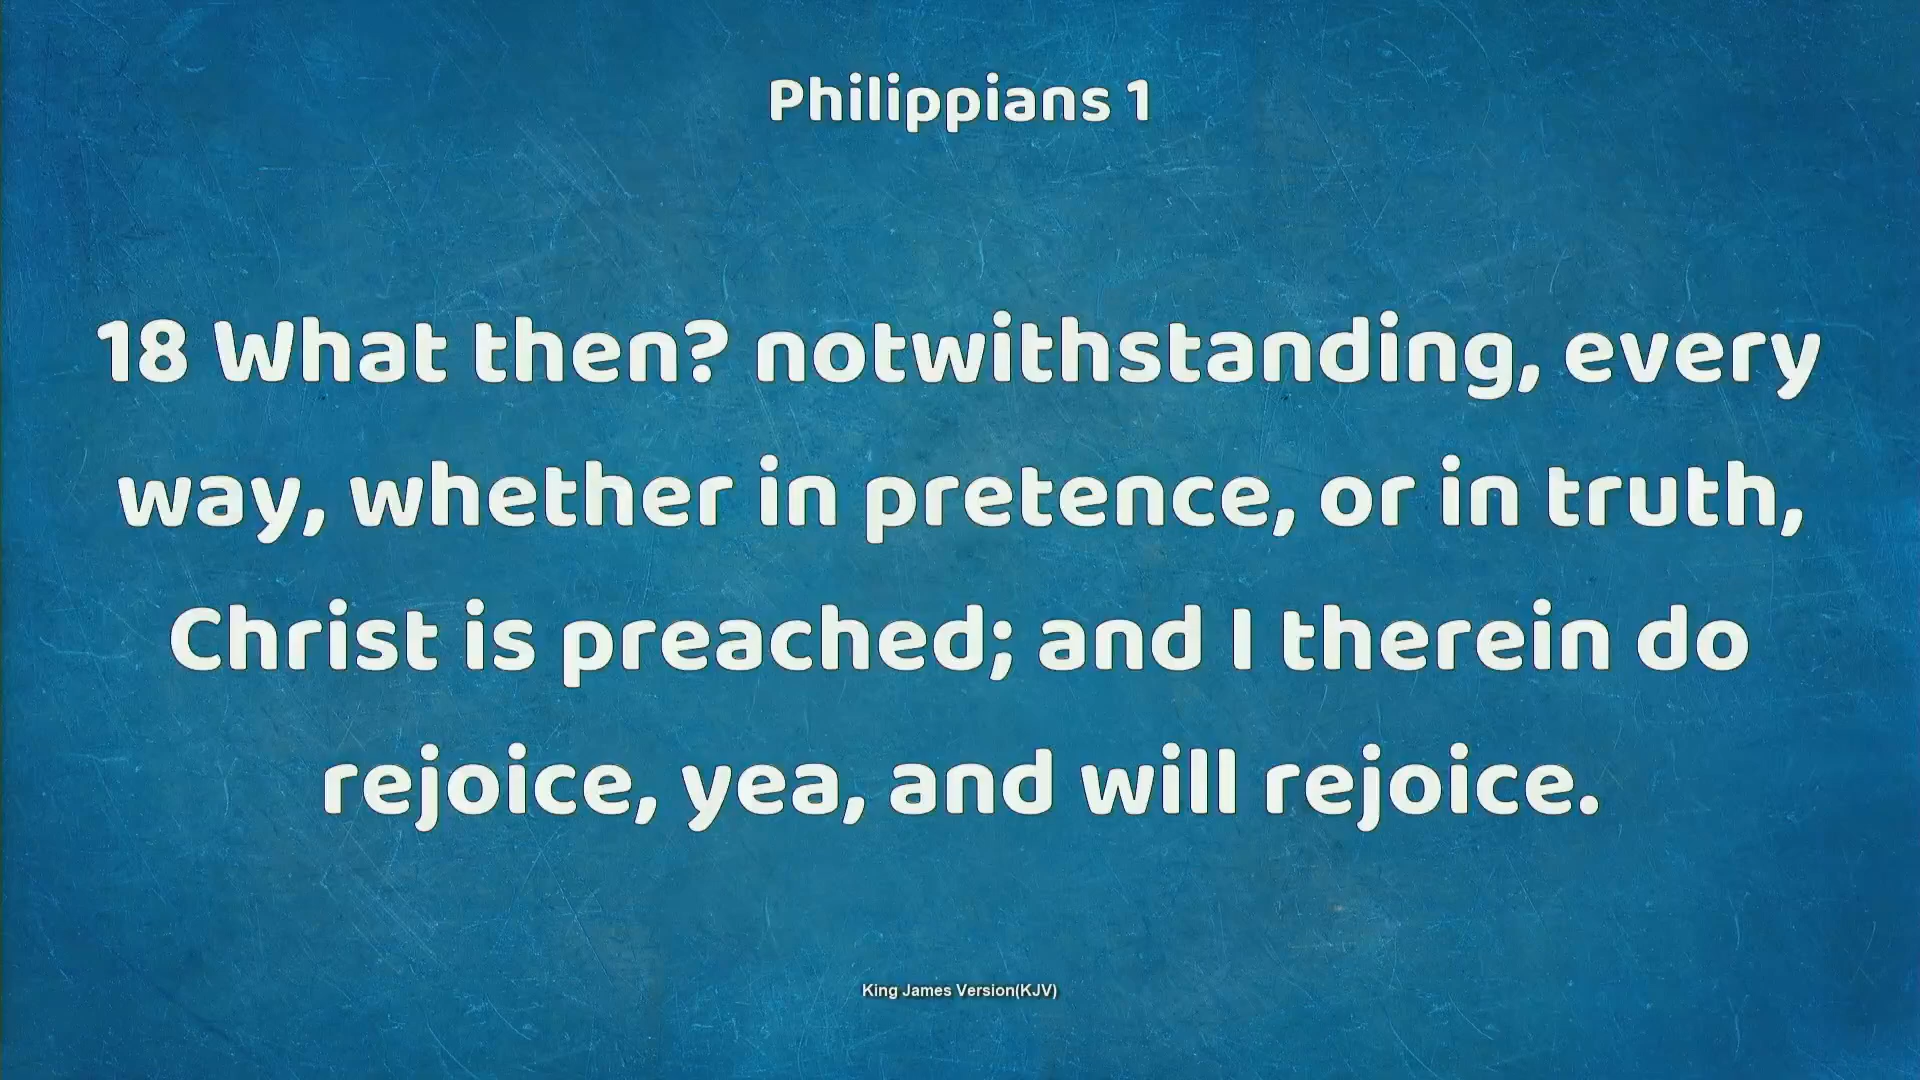 Philippians 1
18 What then? notwithstanding, every
way, whether in pretence, or in truth,
Christ is preached; and I therein do
rejoice, yea, and will rejoice.
King James Version(KJV)